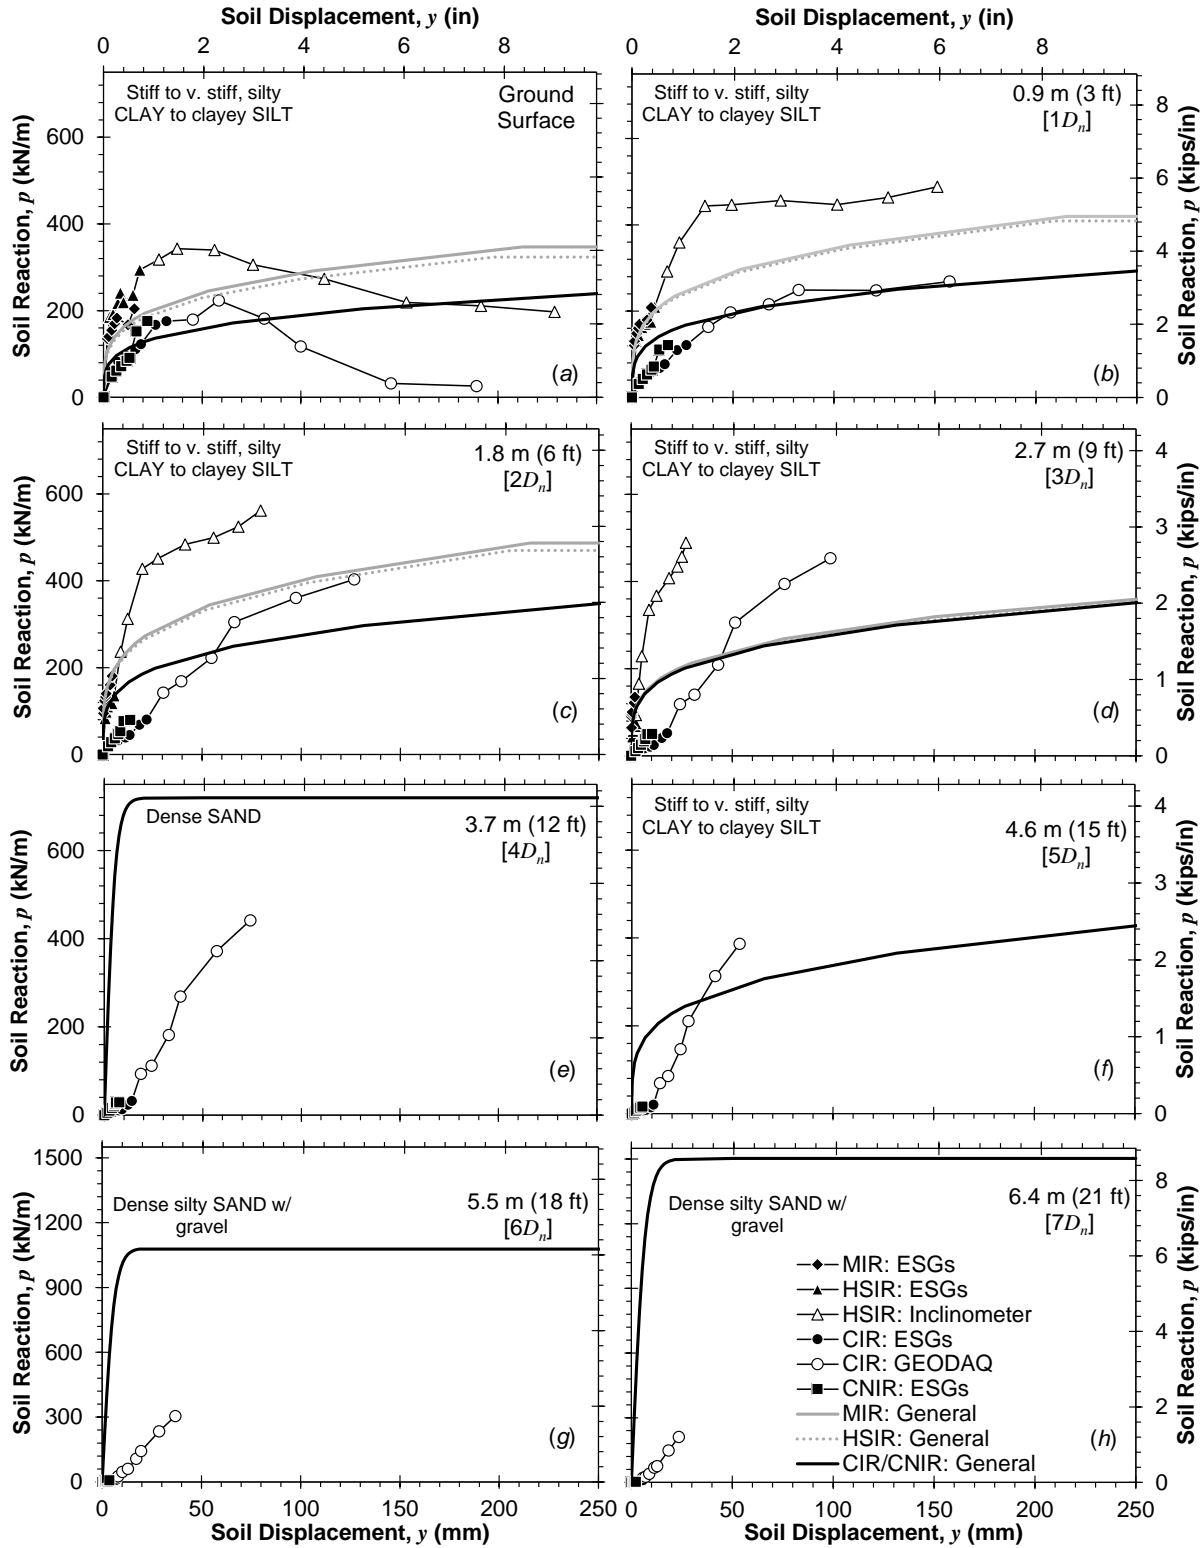 Soil Displacement, y (in)
Soil Displacement, y (in)
0 2 4 6 8
0 2 4 6 8
Stiff to v. stiff, silty
CLAY to clayey SILT
Ground
Surface
Soil Reaction, p (kN/m)
600
400
200
0
(a)
Stiff to v. stiff, silty
CLAY to clayey SILT
0.9 m (3 ft)
[1Dn]
8
6
4
2
0
Soil Reaction, p (kips/in)
(b)
Stiff to v. stiff, silty
CLAY to clayey SILT
1.8 m (6 ft)
[2Dn]
Soil Reaction, p (kN/m)
600
400
200
0
(c)
Stiff to v. stiff, silty
CLAY to clayey SILT
2.7 m (9 ft)
[3Dn]
4
3
2
1
0
Soil Reaction, p (kips/in)
(d)
Dense SAND
3.7 m (12 ft)
[4Dn]
Soil Reaction, p (kN/m)
600
400
200
0
(e)
Stiff to v. stiff, silty
CLAY to clayey SILT
4.6 m (15 ft)
[5Dn]
4
3
2
1
0
Soil Reaction, p (kips/in)
(f)
Dense silty SAND w/
gravel
5.5 m (18 ft)
[6Dn]
Soil Reaction, p (kN/m)
1500
1200
900
600
300
0
(g)
Dense silty SAND w/
gravel
6.4 m (21 ft)
[7Dn]
8
6
4
2
0
Soil Reaction, p (kips/in)
MIR: ESGs
HSIR: ESGs
HSIR: Inclinometer
CIR: ESGs
CIR: GEODAQ
CNIR: ESGs
MIR: General
HSIR: General
CIR/CNIR: General
(h)
0 50 100 150 200 250
0 50 100 150 200 250
Soil Displacement, y (mm)
Soil Displacement, y (mm)